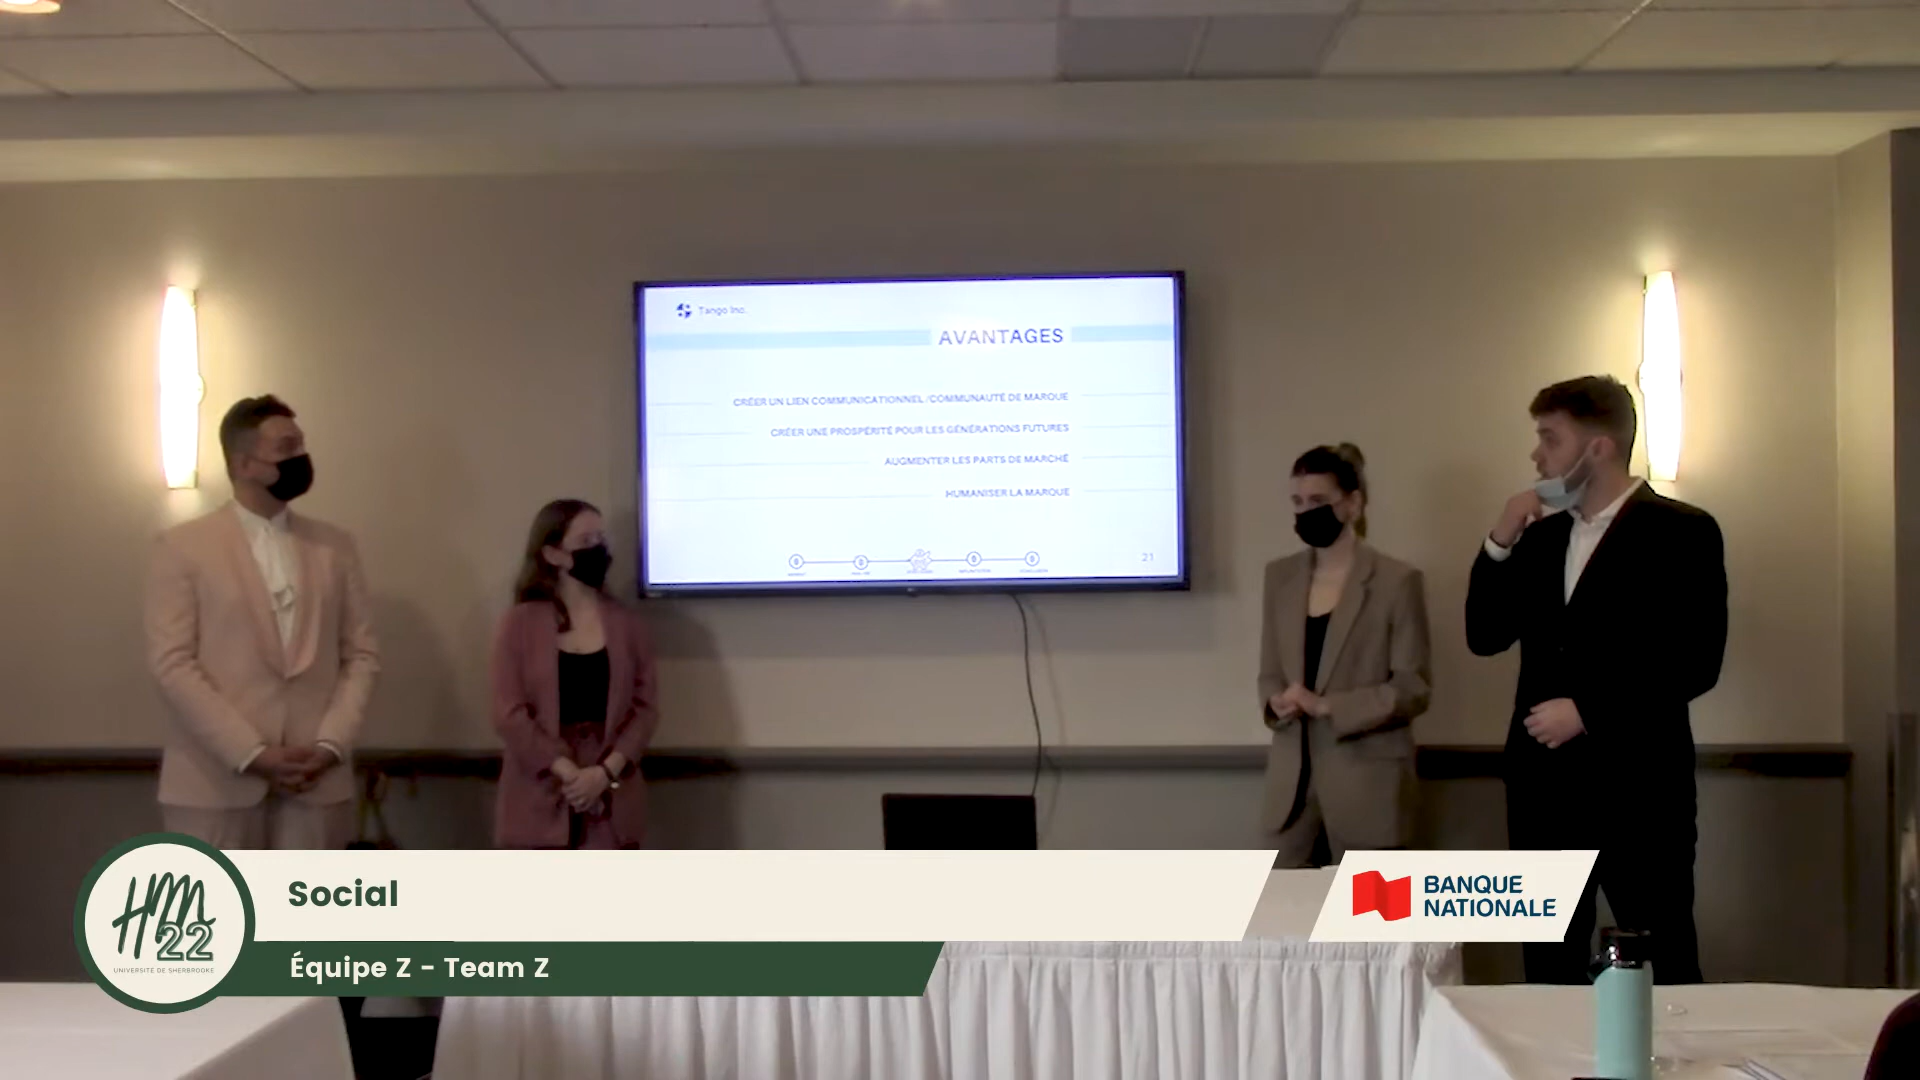 Tango Inc.
AVANTAGES
CRÉER UN LIEN COMMUNICATIONNEL /COMMUNAUTÉ DE MARQUE
CRÉER UNE PROSPÉRITÉ POUR LES GÉNÉRATIONS FUTURES
AUGMENTER LES PARTS DE MARCHÉ
HUMANISER LA MARQUE
21
Social
BANQUE
NATIONALE
HM
22
UNIVERSITÉ DE SHERBROOKE
Équipe Z - Team Z